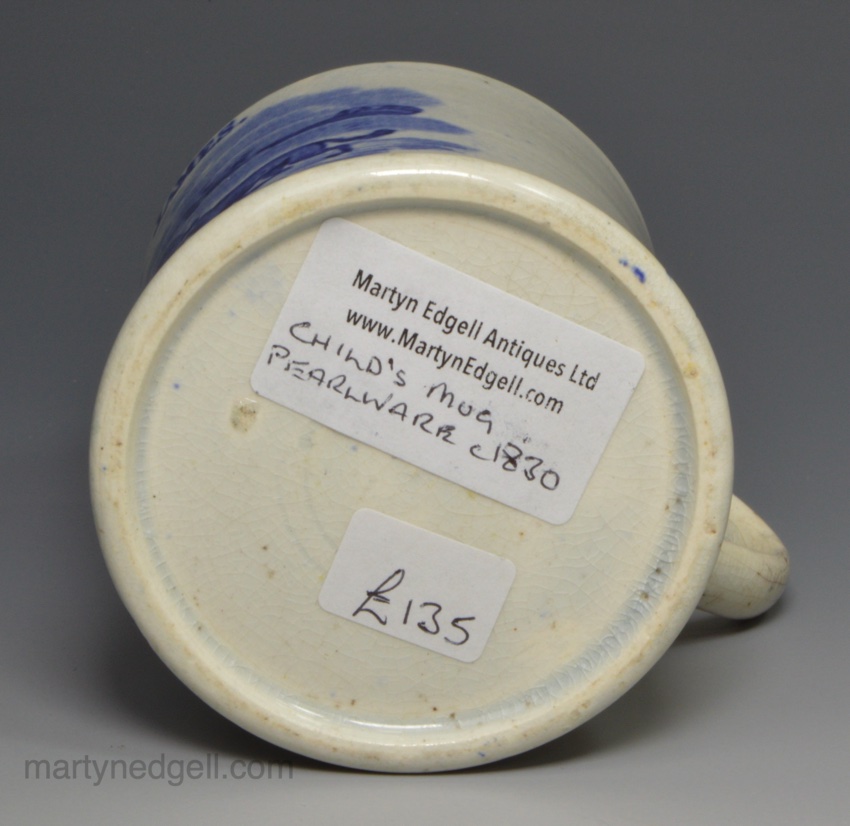 Martyn Edgell Antiques Ltd
www.MartynEdgell.com
CHILD'S MUG
PEARLWARE c1830
£135
martynedgell.com